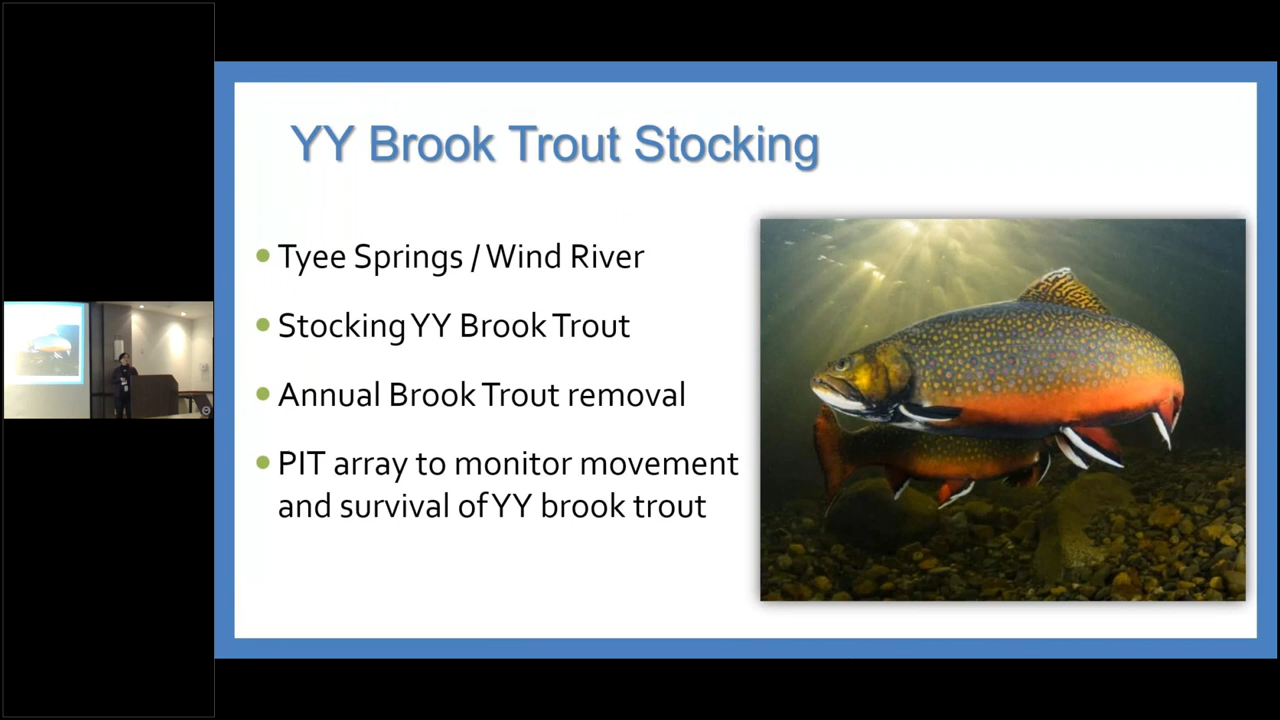 YY Brook Trout Stocking
Tyee Springs / Wind River
Stocking YY Brook Trout
Annual Brook Trout removal
PIT array to monitor movement
and survival of YY brook trout